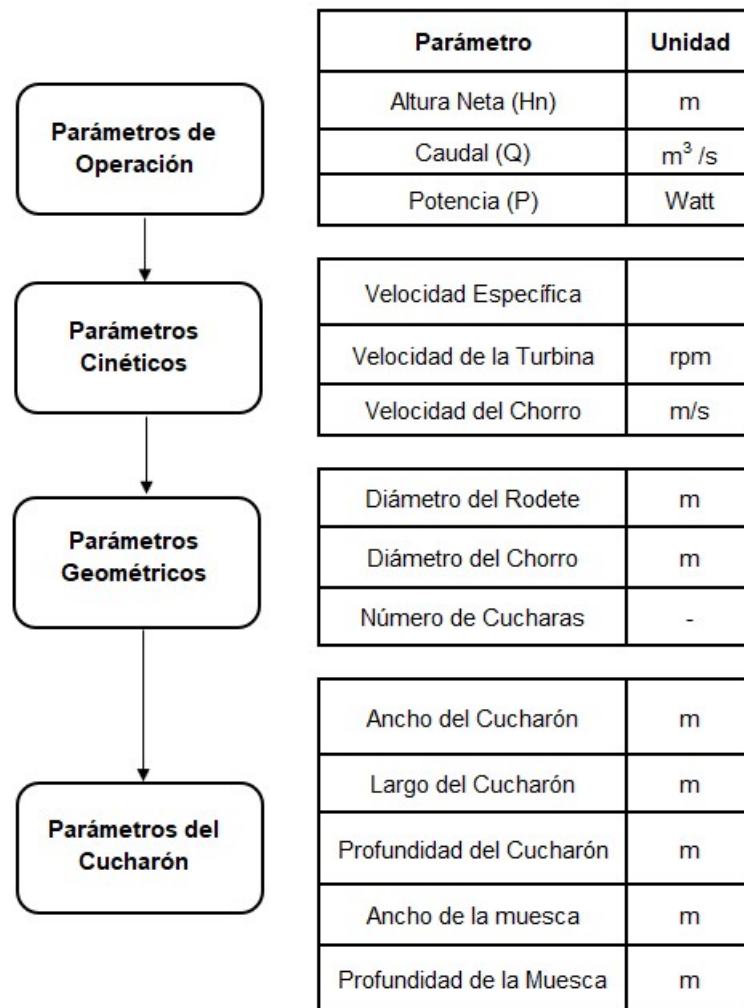 Parámetro Unidad
Parámetros de
Operación
Altura Neta (Hn) m
Caudal (Q) m³ /s
Potencia (P) Watt
Parámetros
Cinéticos
Velocidad Específica
Velocidad de la Turbina rpm
Velocidad del Chorro m/s
Parámetros
Geométricos
Diámetro del Rodete m
Diámetro del Chorro m
Número de Cucharas -
Parámetros del
Cucharón
Ancho del Cucharón m
Largo del Cucharón m
Profundidad del Cucharón m
Ancho de la muesca m
Profundidad de la Muesca m